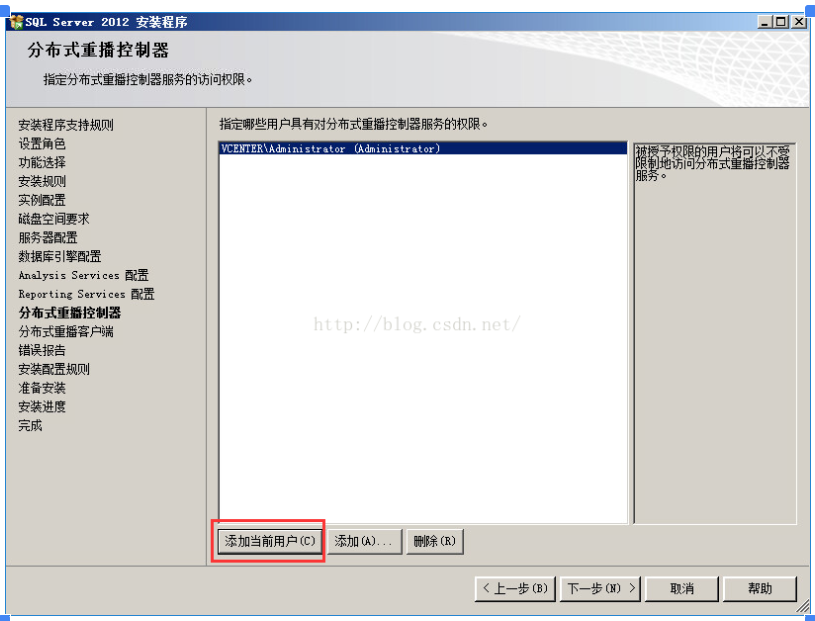 SQL Server 2012 安装程序
分布式重播控制器
指定分布式重播控制器服务的访问权限。
安装程序支持规则
设置角色
功能选择
安装规则
实例配置
磁盘空间要求
服务器配置
数据库引擎配置
Analysis Services 配置
Reporting Services 配置
分布式重播控制器
分布式重播客户端
错误报告
安装配置规则
准备安装
安装进度
完成
指定哪些用户具有对分布式重播控制器服务的权限。
VCENTER\Administrator (Administrator)
被授予权限的用户将可以不受
限制地访问分布式重播控制器
服务。
http://blog.csdn.net/
添加当前用户(C) 添加(A)... 删除(R)
< 上一步(B) 下一步(N) > 取消 帮助